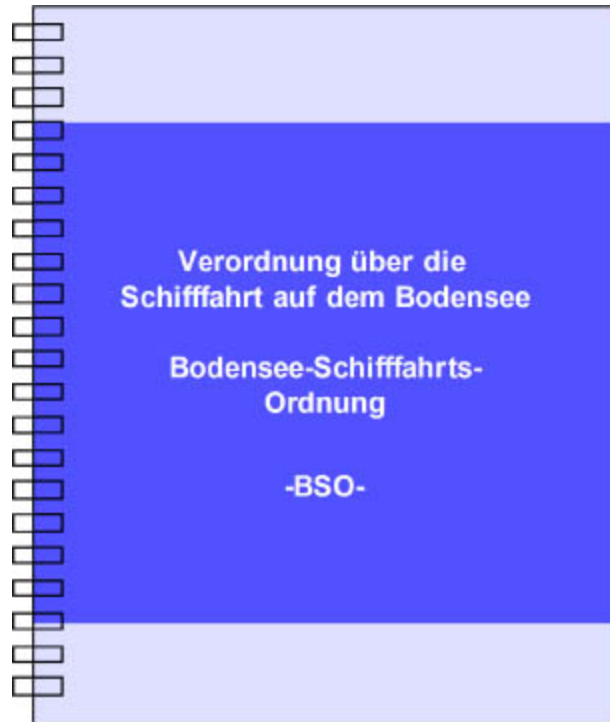 Verordnung über die
Schifffahrt auf dem Bodensee
Bodensee-Schifffahrts-
Ordnung
-BSO-